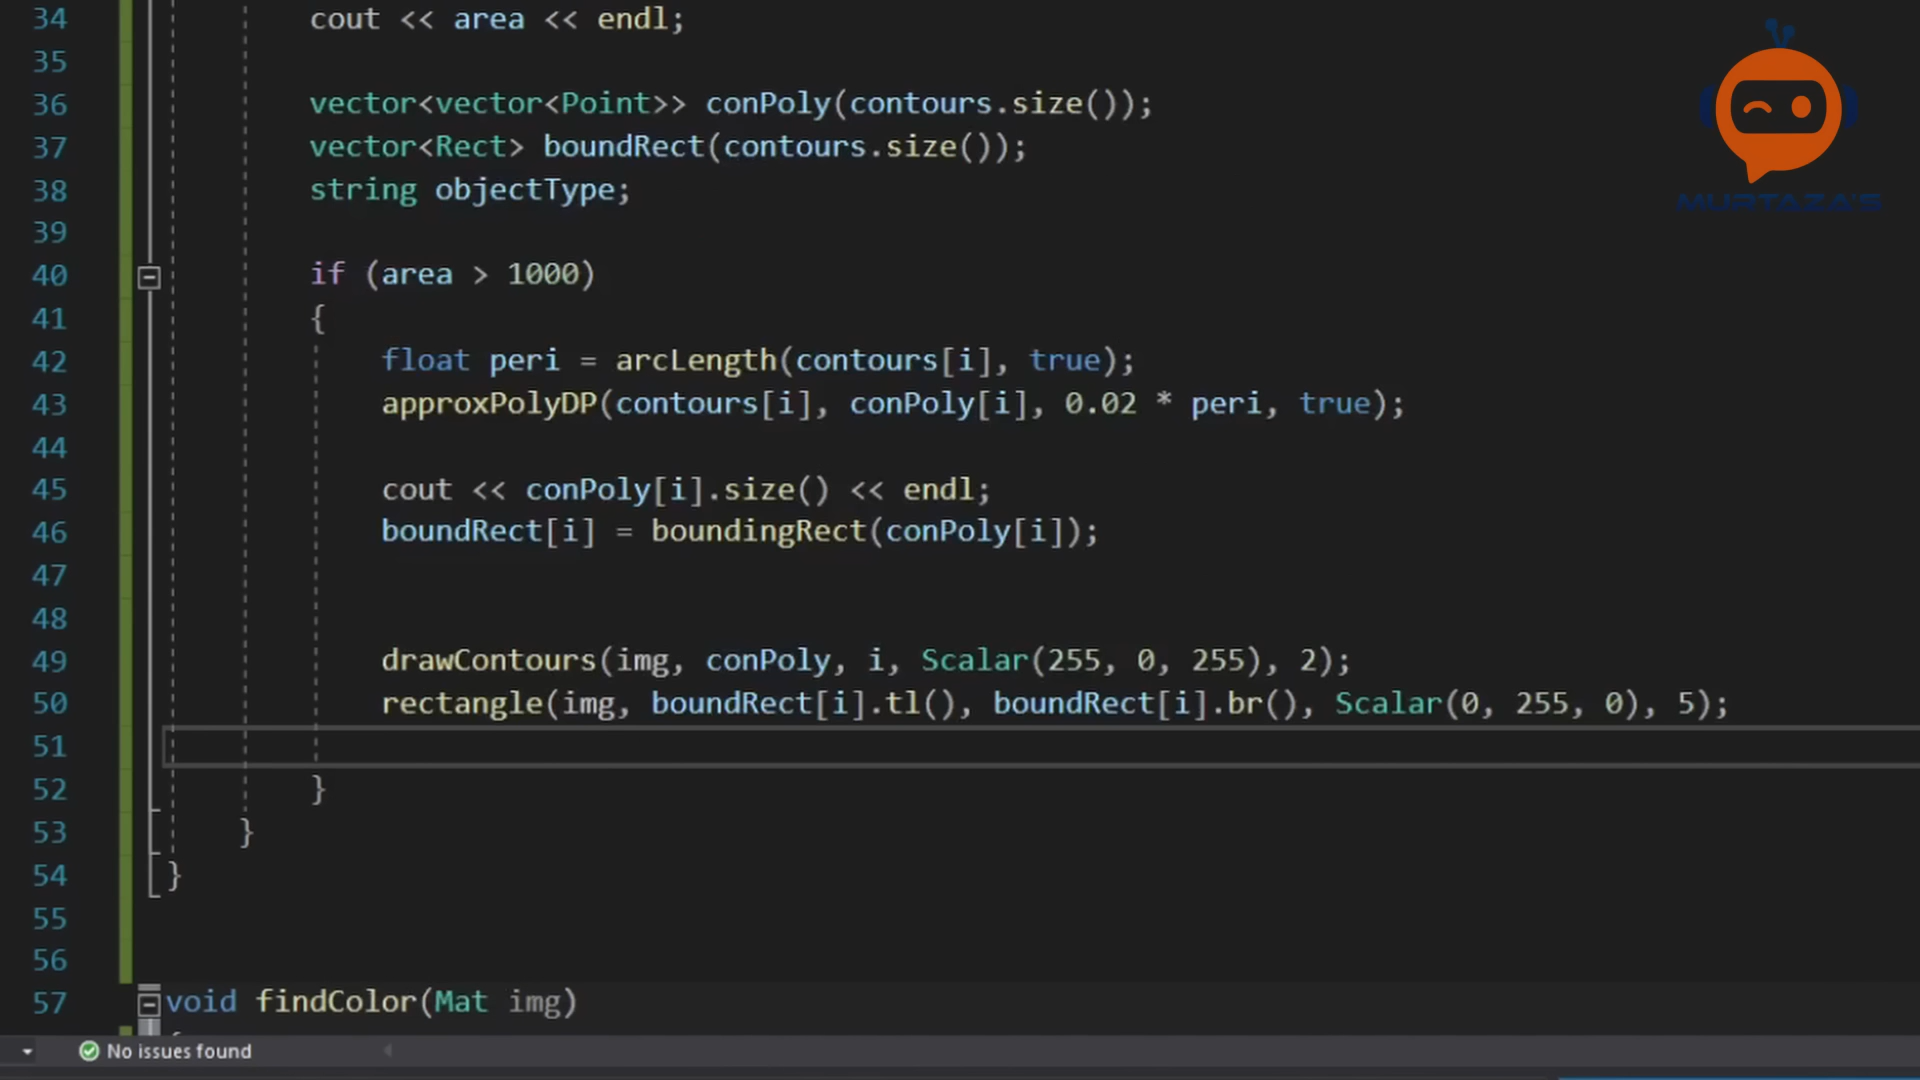 34 cout << area << endl;
35
36 vector<vector<Point>> conPoly(contours.size());
37 vector<Rect> boundRect(contours.size());
38 string objectType;
39
40 if (area > 1000)
41 {
42 float peri = arcLength(contours[i], true);
43 approxPolyDP(contours[i], conPoly[i], 0.02 * peri, true);
44
45 cout << conPoly[i].size() << endl;
46 boundRect[i] = boundingRect(conPoly[i]);
47
48
49 drawContours(img, conPoly, i, Scalar(255, 0, 255), 2);
50 rectangle(img, boundRect[i].tl(), boundRect[i].br(), Scalar(0, 255, 0), 5);
51
52 }
53 }
54 }
55
56
57 void findColor(Mat img)
No issues found
MURTAZA'S